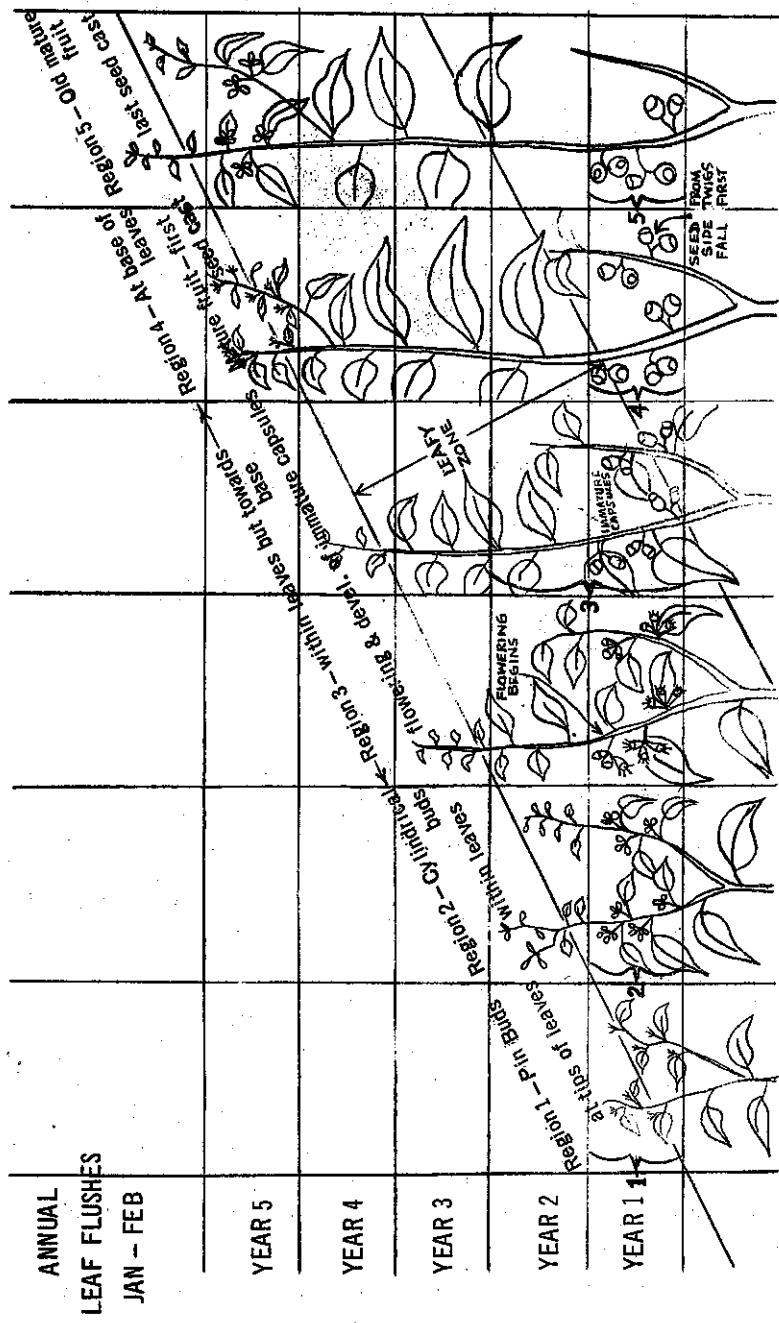 ANNUAL
LEAF FLUSHES
JAN – FEB
YEAR 5
YEAR 4
YEAR 3
YEAR 2
YEAR 1
Region 1 – Pin Buds
at tips of leaves
Region 2 – Cylindrical
buds
within leaves
Region 3 – within leaves but towards
base
flowering & devel. of immature capsules
Region 4 – At base of
leaves
Mature fruit – first
seed cast
Region 5 – Old mature
fruit
last seed cast
FLOWERING
BEGINS
LEAFY
ZONE
IMMATURE
CAPSULES
SEED FROM
SIDE TWIGS
FALL FIRST
1
2
3
4
5